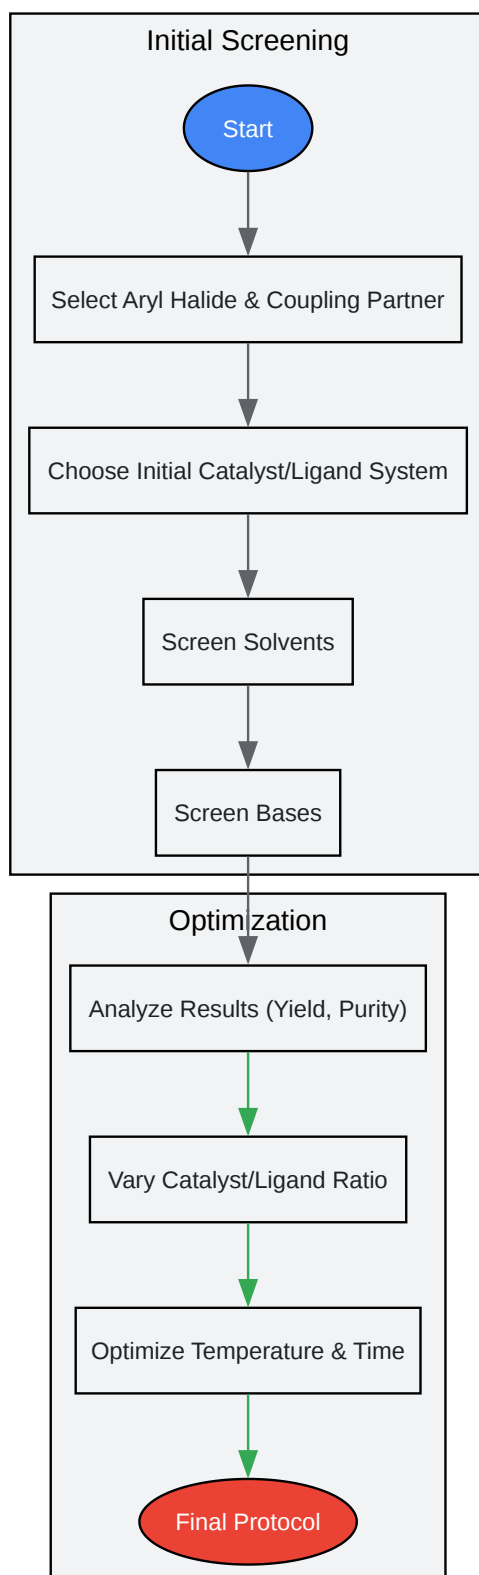 Initial Screening
Start
Select Aryl Halide & Coupling Partner
Choose Initial Catalyst/Ligand System
Screen Solvents
Screen Bases
Optimization
Analyze Results (Yield, Purity)
Vary Catalyst/Ligand Ratio
Optimize Temperature & Time
Final Protocol